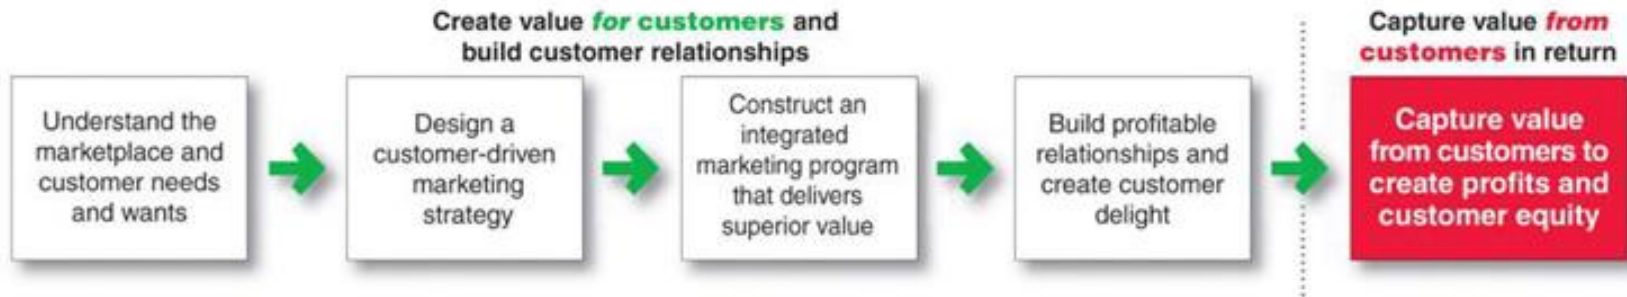 Create value for customers and
build customer relationships
Capture value from
customers in return
Understand the
marketplace and
customer needs
and wants
Design a
customer-driven
marketing
strategy
Construct an
integrated
marketing program
that delivers
superior value
Build profitable
relationships and
create customer
delight
Capture value
from customers to
create profits and
customer equity